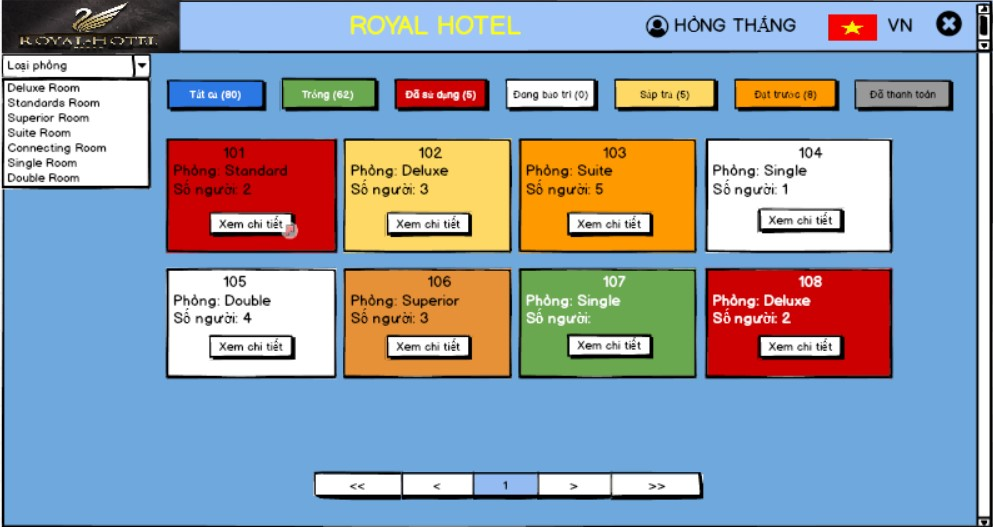 ROYAL HOTEL
ROYAL HOTEL
HỒNG THẮNG
VN
Loại phòng
Deluxe Room
Standards Room
Superior Room
Suite Room
Connecting Room
Single Room
Double Room
Tất cả (80)
Trống (62)
Đã sử dụng (5)
Đang bảo trì (0)
Sắp trả (5)
Đặt trước (8)
Đã thanh toán
101
Phòng: Standard
Số người: 2
Xem chi tiết
102
Phòng: Deluxe
Số người: 3
Xem chi tiết
103
Phòng: Suite
Số người: 5
Xem chi tiết
104
Phòng: Single
Số người: 1
Xem chi tiết
105
Phòng: Double
Số người: 4
Xem chi tiết
106
Phòng: Superior
Số người: 3
Xem chi tiết
107
Phòng: Single
Số người:
Xem chi tiết
108
Phòng: Deluxe
Số người: 2
Xem chi tiết
<< < 1 > >>